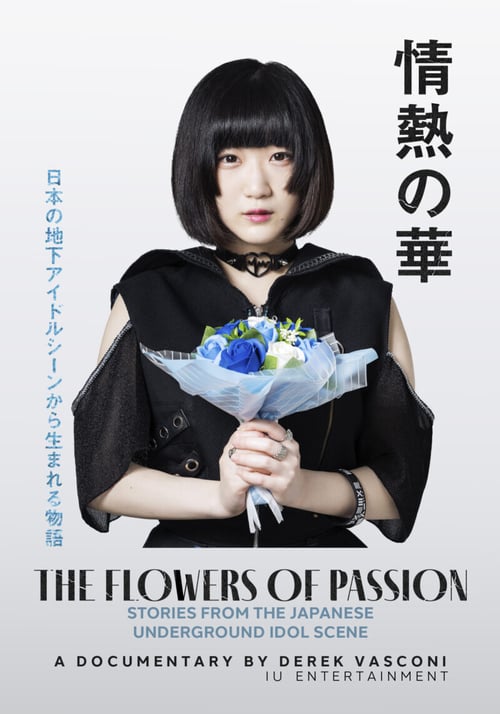 情熱の華
日本の地下アイドルシーンから生まれる物語
THE FLOWERS OF PASSION
STORIES FROM THE JAPANESE
UNDERGROUND IDOL SCENE
A DOCUMENTARY BY DEREK VASCONI
IU ENTERTAINMENT